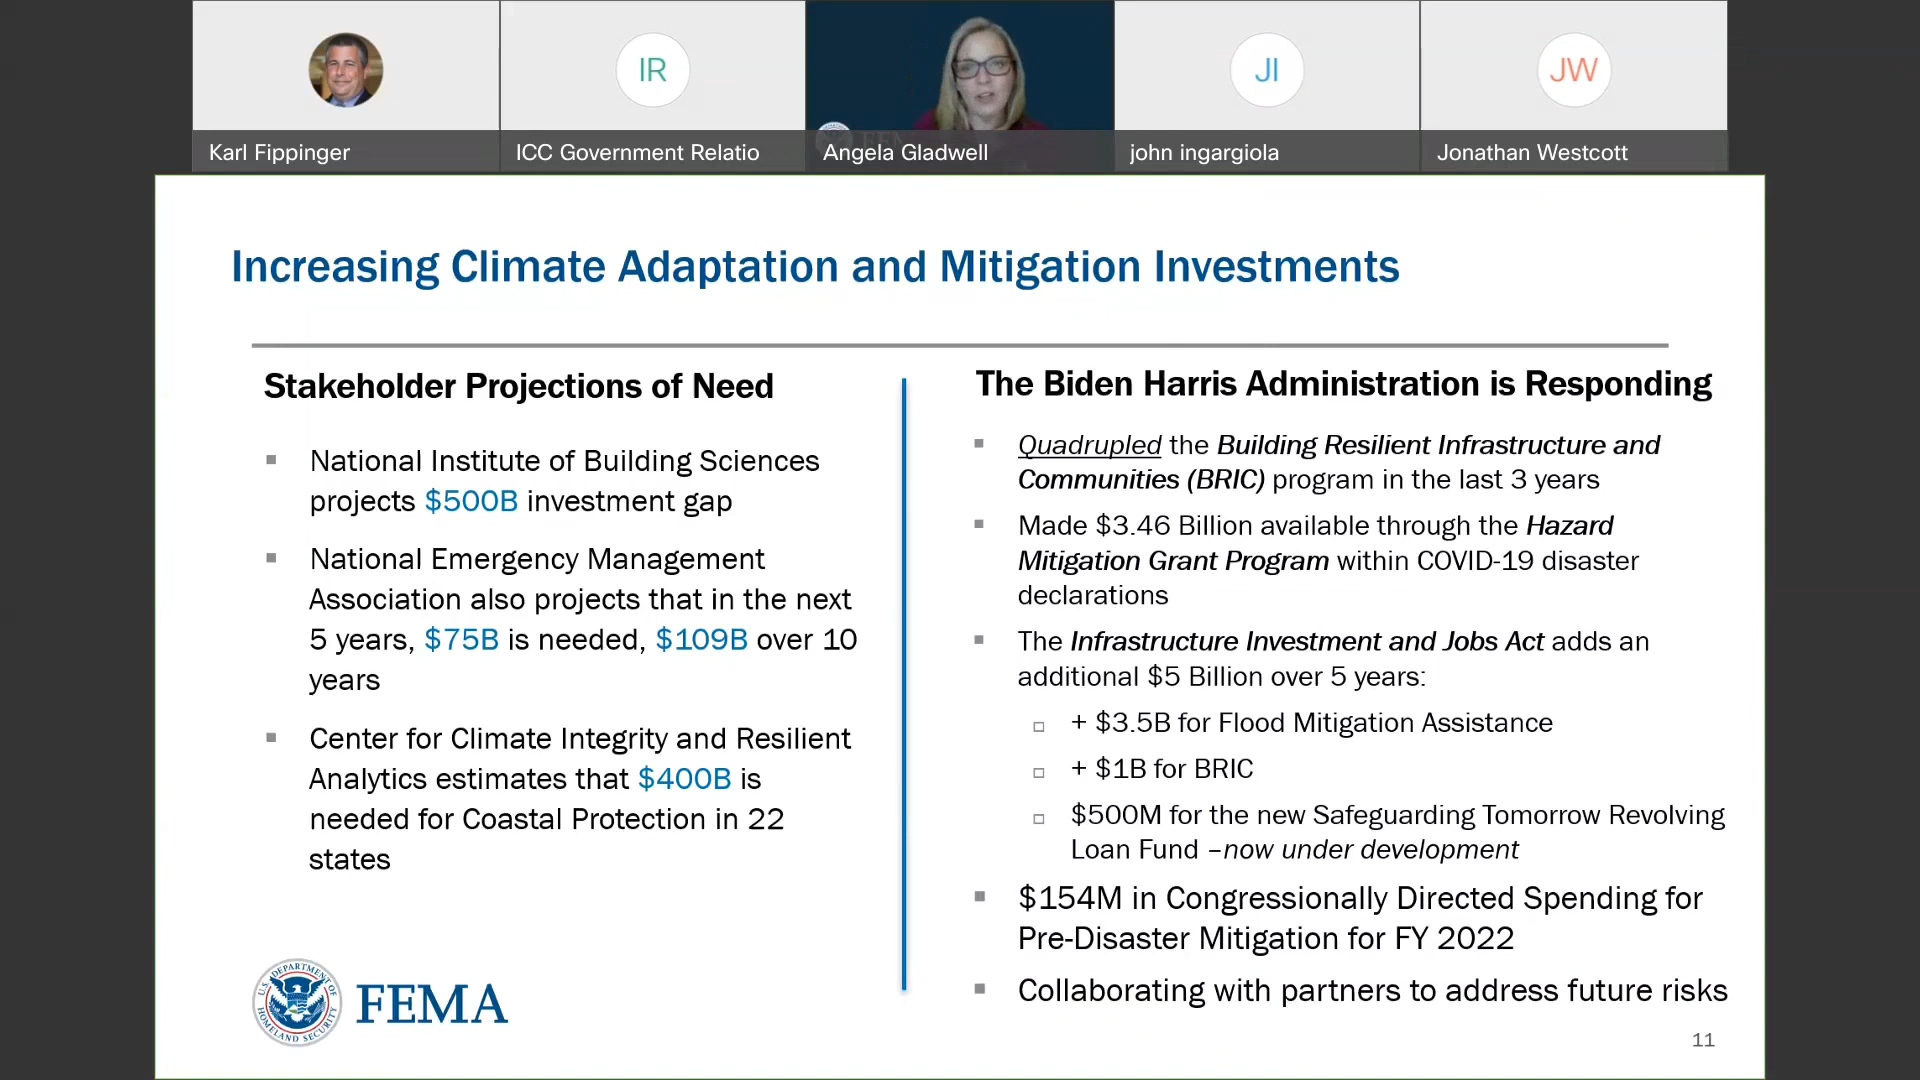 IR
JI
JW
Karl Fippinger
ICC Government Relatio
Angela Gladwell
john ingargiola
Jonathan Westcott
Increasing Climate Adaptation and Mitigation Investments
Stakeholder Projections of Need
National Institute of Building Sciences
projects $500B investment gap
National Emergency Management
Association also projects that in the next
5 years, $75B is needed, $109B over 10
years
Center for Climate Integrity and Resilient
Analytics estimates that $400B is
needed for Coastal Protection in 22
states
The Biden Harris Administration is Responding
Quadrupled the Building Resilient Infrastructure and
Communities (BRIC) program in the last 3 years
Made $3.46 Billion available through the Hazard
Mitigation Grant Program within COVID-19 disaster
declarations
The Infrastructure Investment and Jobs Act adds an
additional $5 Billion over 5 years:
+ $3.5B for Flood Mitigation Assistance
+ $1B for BRIC
$500M for the new Safeguarding Tomorrow Revolving
Loan Fund –now under development
$154M in Congressionally Directed Spending for
Pre-Disaster Mitigation for FY 2022
Collaborating with partners to address future risks
U.S. DEPARTMENT OF
HOMELAND SECURITY
FEMA
11